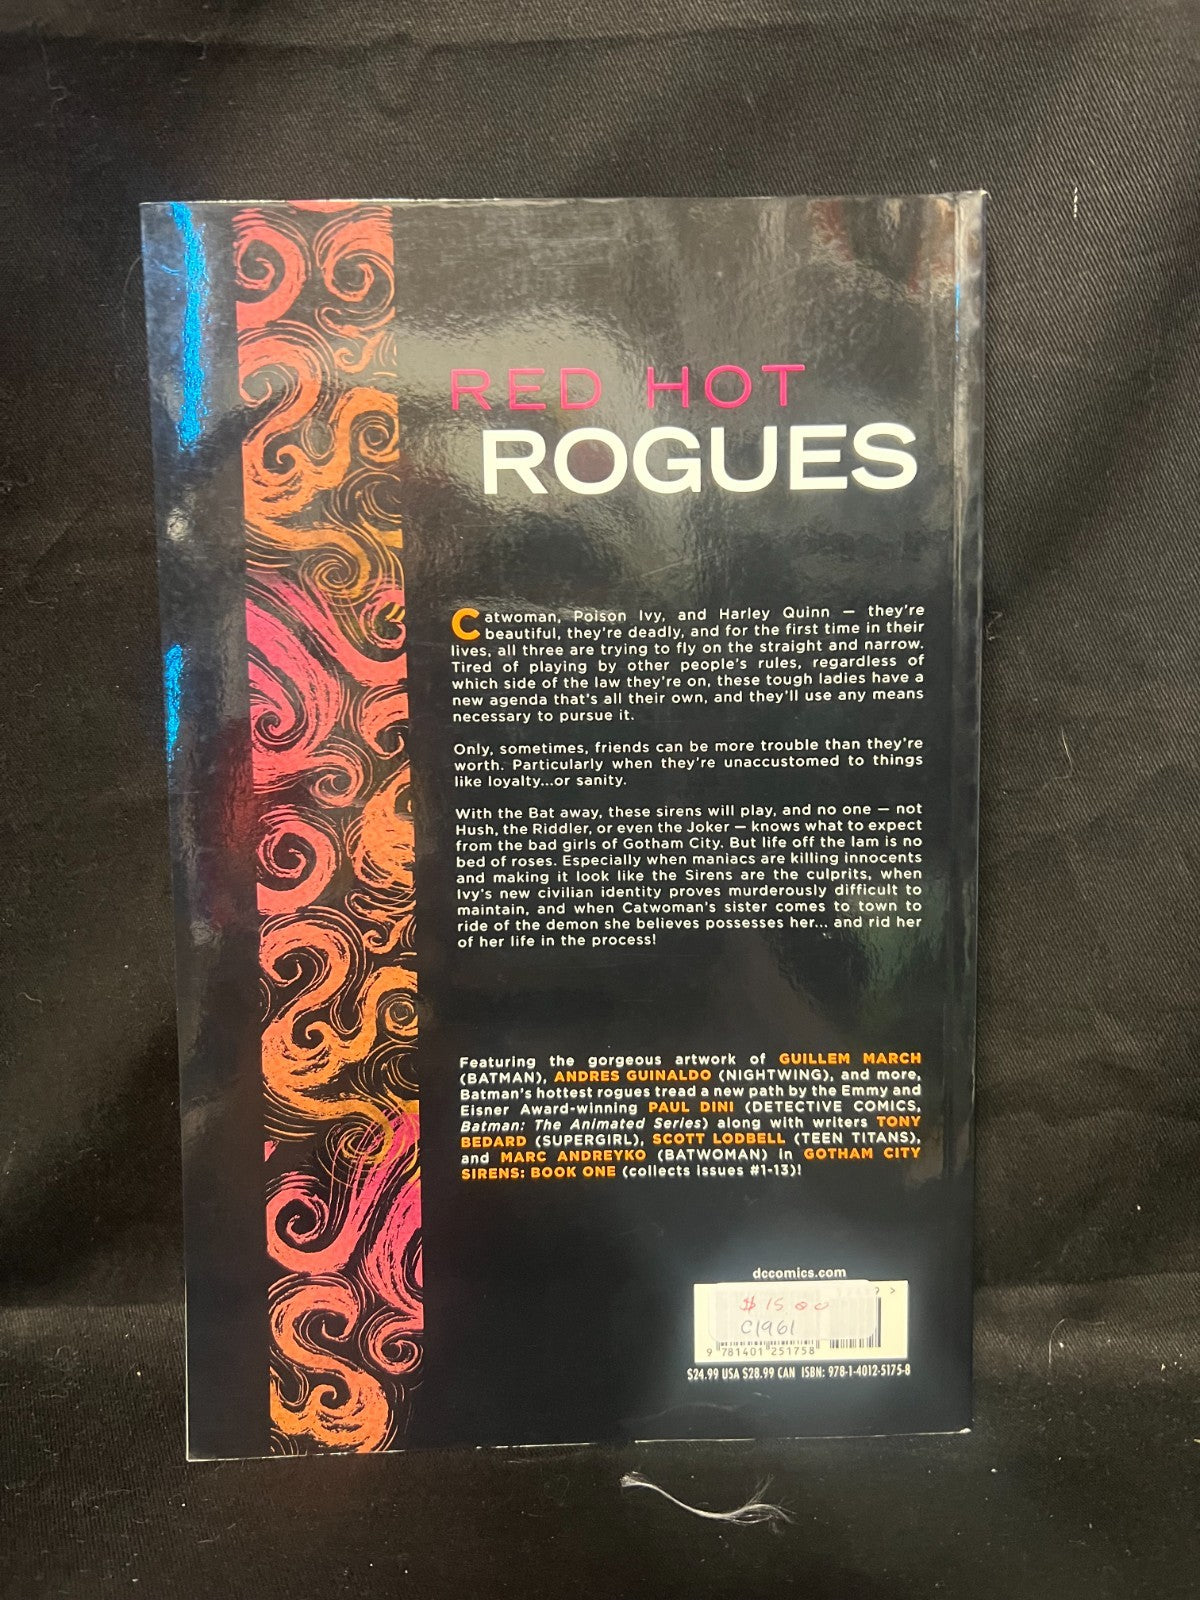 RED HOT
ROGUES
Catwoman, Poison Ivy, and Harley Quinn — they're
beautiful, they're deadly, and for the first time in their
lives, all three are trying to fly on the straight and narrow.
Tired of playing by other people's rules, regardless of
which side of the law they're on, these tough ladies have a
new agenda that's all their own, and they'll use any means
necessary to pursue it.
Only, sometimes, friends can be more trouble than they're
worth. Particularly when they're unaccustomed to things
like loyalty...or sanity.
With the Bat away, these sirens will play, and no one — not
Hush, the Riddler, or even the Joker — knows what to expect
from the bad girls of Gotham City. But life off the lam is no
bed of roses. Especially when maniacs are killing innocents
and making it look like the Sirens are the culprits, when
Ivy's new civilian identity proves murderously difficult to
maintain, and when Catwoman's sister comes to town to
ride of the demon she believes possesses her... and rid her
of her life in the process!
Featuring the gorgeous artwork of GUILLEM MARCH
(BATMAN), ANDRES GUINALDO (NIGHTWING), and more,
Batman's hottest rogues tread a new path by the Emmy and
Eisner Award-winning PAUL DINI (DETECTIVE COMICS,
Batman: The Animated Series) along with writers TONY
BEDARD (SUPERGIRL), SCOTT LODBELL (TEEN TITANS),
and MARC ANDREYKO (BATWOMAN) in GOTHAM CITY
SIRENS: BOOK ONE (collects issues #1-13)!
dccomics.com
$15.00
C1961
9 781401 251758
$24.99 USA $28.99 CAN ISBN: 978-1-4012-5175-8